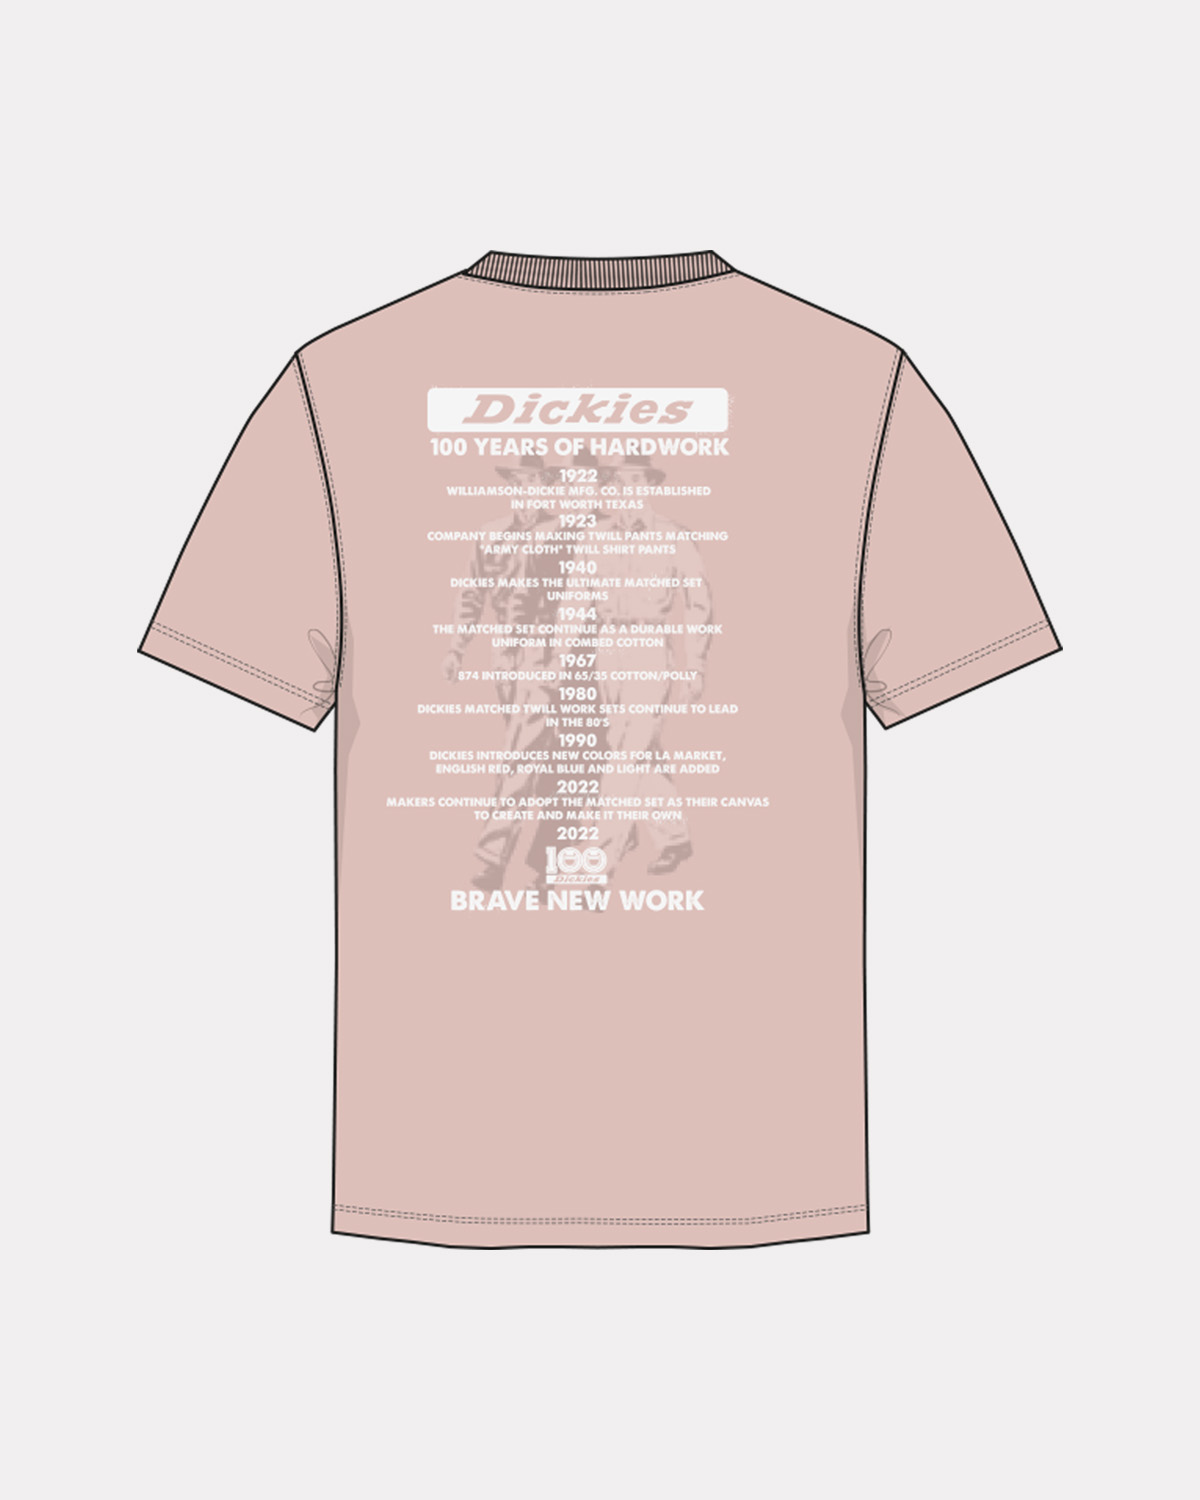 Dickies
100 YEARS OF HARDWORK
1922
WILLIAMSON-DICKIE MFG. CO. IS ESTABLISHED
IN FORT WORTH TEXAS
1923
COMPANY BEGINS MAKING TWILL PANTS MATCHING
"ARMY CLOTH" TWILL SHIRT PANTS
1940
DICKIES MAKES THE ULTIMATE MATCHED SET
UNIFORMS
1944
THE MATCHED SET CONTINUE AS A DURABLE WORK
UNIFORM IN COMBED COTTON
1967
874 INTRODUCED IN 65/35 COTTON/POLLY
1980
DICKIES MATCHED TWILL WORK SETS CONTINUE TO LEAD
IN THE 80'S
1990
DICKIES INTRODUCES NEW COLORS FOR LA MARKET,
ENGLISH RED, ROYAL BLUE AND LIGHT ARE ADDED
2022
MAKERS CONTINUE TO ADOPT THE MATCHED SET AS THEIR CANVAS
TO CREATE AND MAKE IT THEIR OWN
2022
100
Dickies
BRAVE NEW WORK